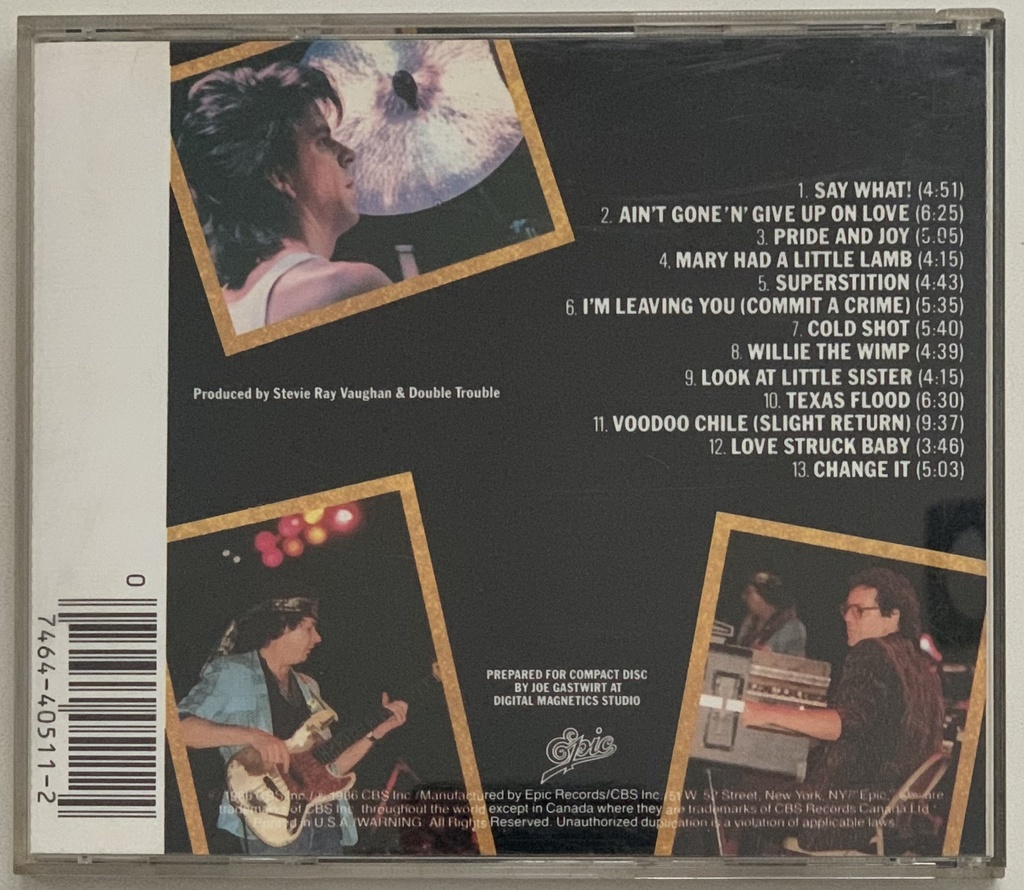 1. SAY WHAT! (4:51)
2. AIN'T GONE 'N' GIVE UP ON LOVE (6:25)
3. PRIDE AND JOY (5:05)
4. MARY HAD A LITTLE LAMB (4:15)
5. SUPERSTITION (4:43)
6. I'M LEAVING YOU (COMMIT A CRIME) (5:35)
7. COLD SHOT (5:40)
8. WILLIE THE WIMP (4:39)
9. LOOK AT LITTLE SISTER (4:15)
10. TEXAS FLOOD (6:30)
11. VOODOO CHILE (SLIGHT RETURN) (9:37)
12. LOVE STRUCK BABY (3:46)
13. CHANGE IT (5:03)
Produced by Stevie Ray Vaughan & Double Trouble
PREPARED FOR COMPACT DISC
BY JOE GASTWIRT AT
DIGITAL MAGNETICS STUDIO
Epic
0
7464-40511-2
CBS Inc./ 1986 CBS Inc./Manufactured by Epic Records/CBS Inc./51 W. 52 Street, New York, NY/"Epic,"
trademarks of CBS Inc. throughout the world except in Canada where they are trademarks of CBS Records Canada Ltd.
Printed in U.S.A./WARNING: All Rights Reserved. Unauthorized duplication is a violation of applicable laws.